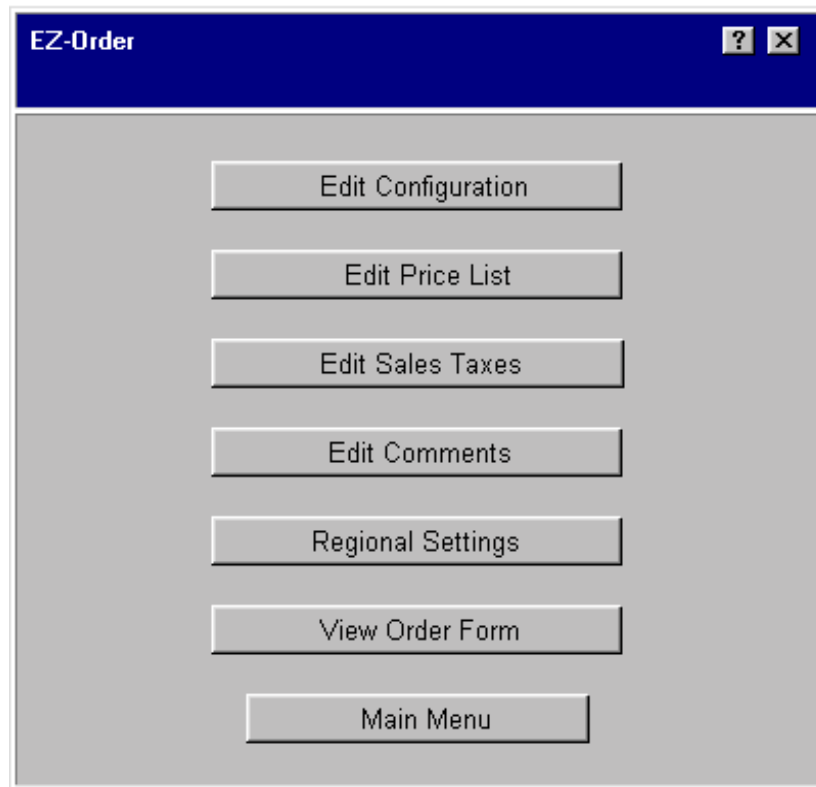 EZ-Order ? X
Edit Configuration
Edit Price List
Edit Sales Taxes
Edit Comments
Regional Settings
View Order Form
Main Menu